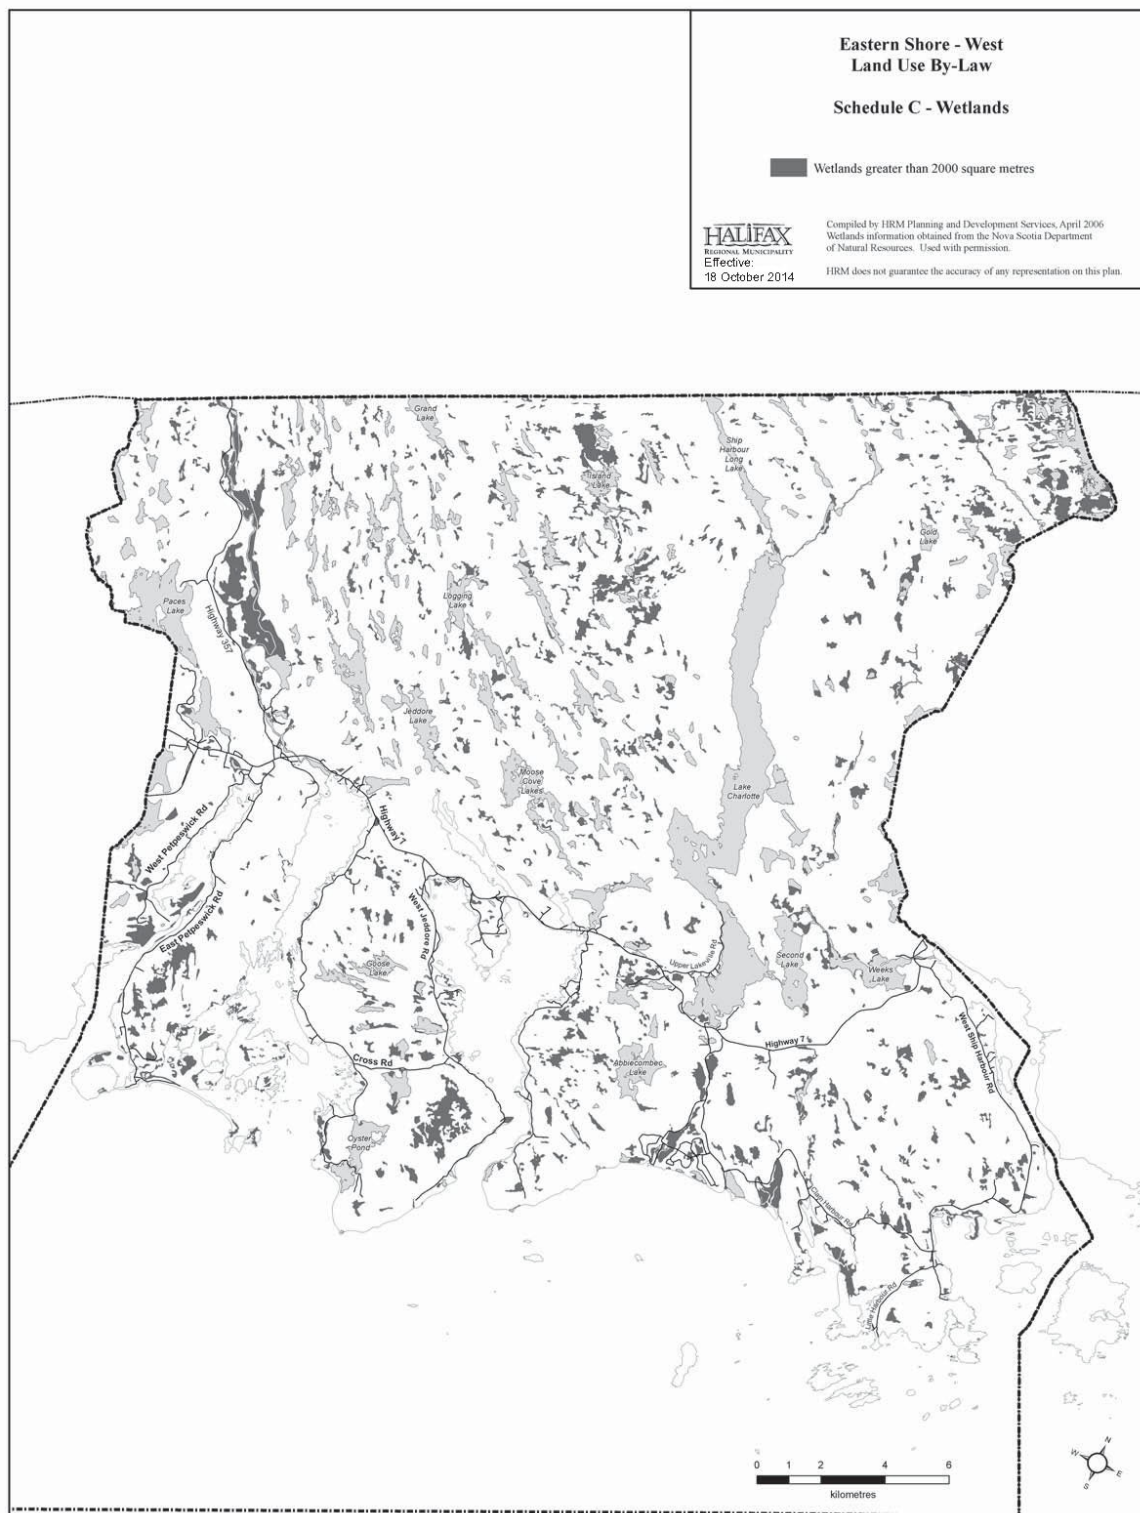 Eastern Shore - West
Land Use By-Law
Schedule C - Wetlands
Wetlands greater than 2000 square metres
HALIFAX
REGIONAL MUNICIPALITY
Effective:
18 October 2014
Compiled by HRM Planning and Development Services, April 2006
Wetlands information obtained from the Nova Scotia Department
of Natural Resources. Used with permission.
HRM does not guarantee the accuracy of any representation on this plan.
Grand
Lake
Ship
Harbour
Long
Lake
Island
Lake
Gold
Lake
Paces
Lake
Logging
Lake
Highway 357
Jeddore
Lake
Moose
Cove
Lakes
Lake
Charlotte
West Petpeswick Rd
Highway 7
East Petpeswick Rd
West Jeddore Rd
Goose
Lake
Upper Lakeville Rd
Second
Lake
Weeks
Lake
Highway 7
West Ship Harbour Rd
Cross Rd
Abbiecombec
Lake
Oyster
Pond
Clam Harbour Rd
Little Harbour Rd
N
W
E
S
0 1 2 4 6
kilometres